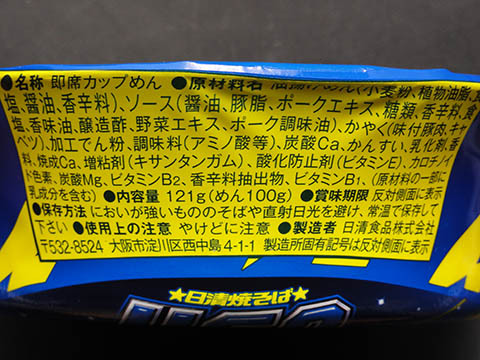 ●名称 即席カップめん ●原材料名 油揚げめん(小麦粉、植物油脂、食
塩、醤油、香辛料)、ソース(醤油、豚脂、ポークエキス、糖類、香辛料、食
塩、香味油、醸造酢、野菜エキス、ポーク調味油)、かやく(味付豚肉、キャ
ベツ)、加工でん粉、調味料(アミノ酸等)、炭酸Ca、かんすい、乳化剤、香
料、焼成Ca、増粘剤(キサンタンガム)、酸化防止剤(ビタミンE)、カロチノイ
ド色素、炭酸Mg、ビタミンB₂、香辛料抽出物、ビタミンB₁、(原材料の一部に
乳成分を含む) ●内容量 121g(めん100g) ●賞味期限 反対側面に表示
●保存方法 においが強いもののそばや直射日光を避け、常温で保存して
下さい ●使用上の注意 やけどに注意 ●製造者 日清食品株式会社
〒532-8524 大阪市淀川区西中島4-1-1 製造所固有記号は反対側面に表示
★日清焼そば★